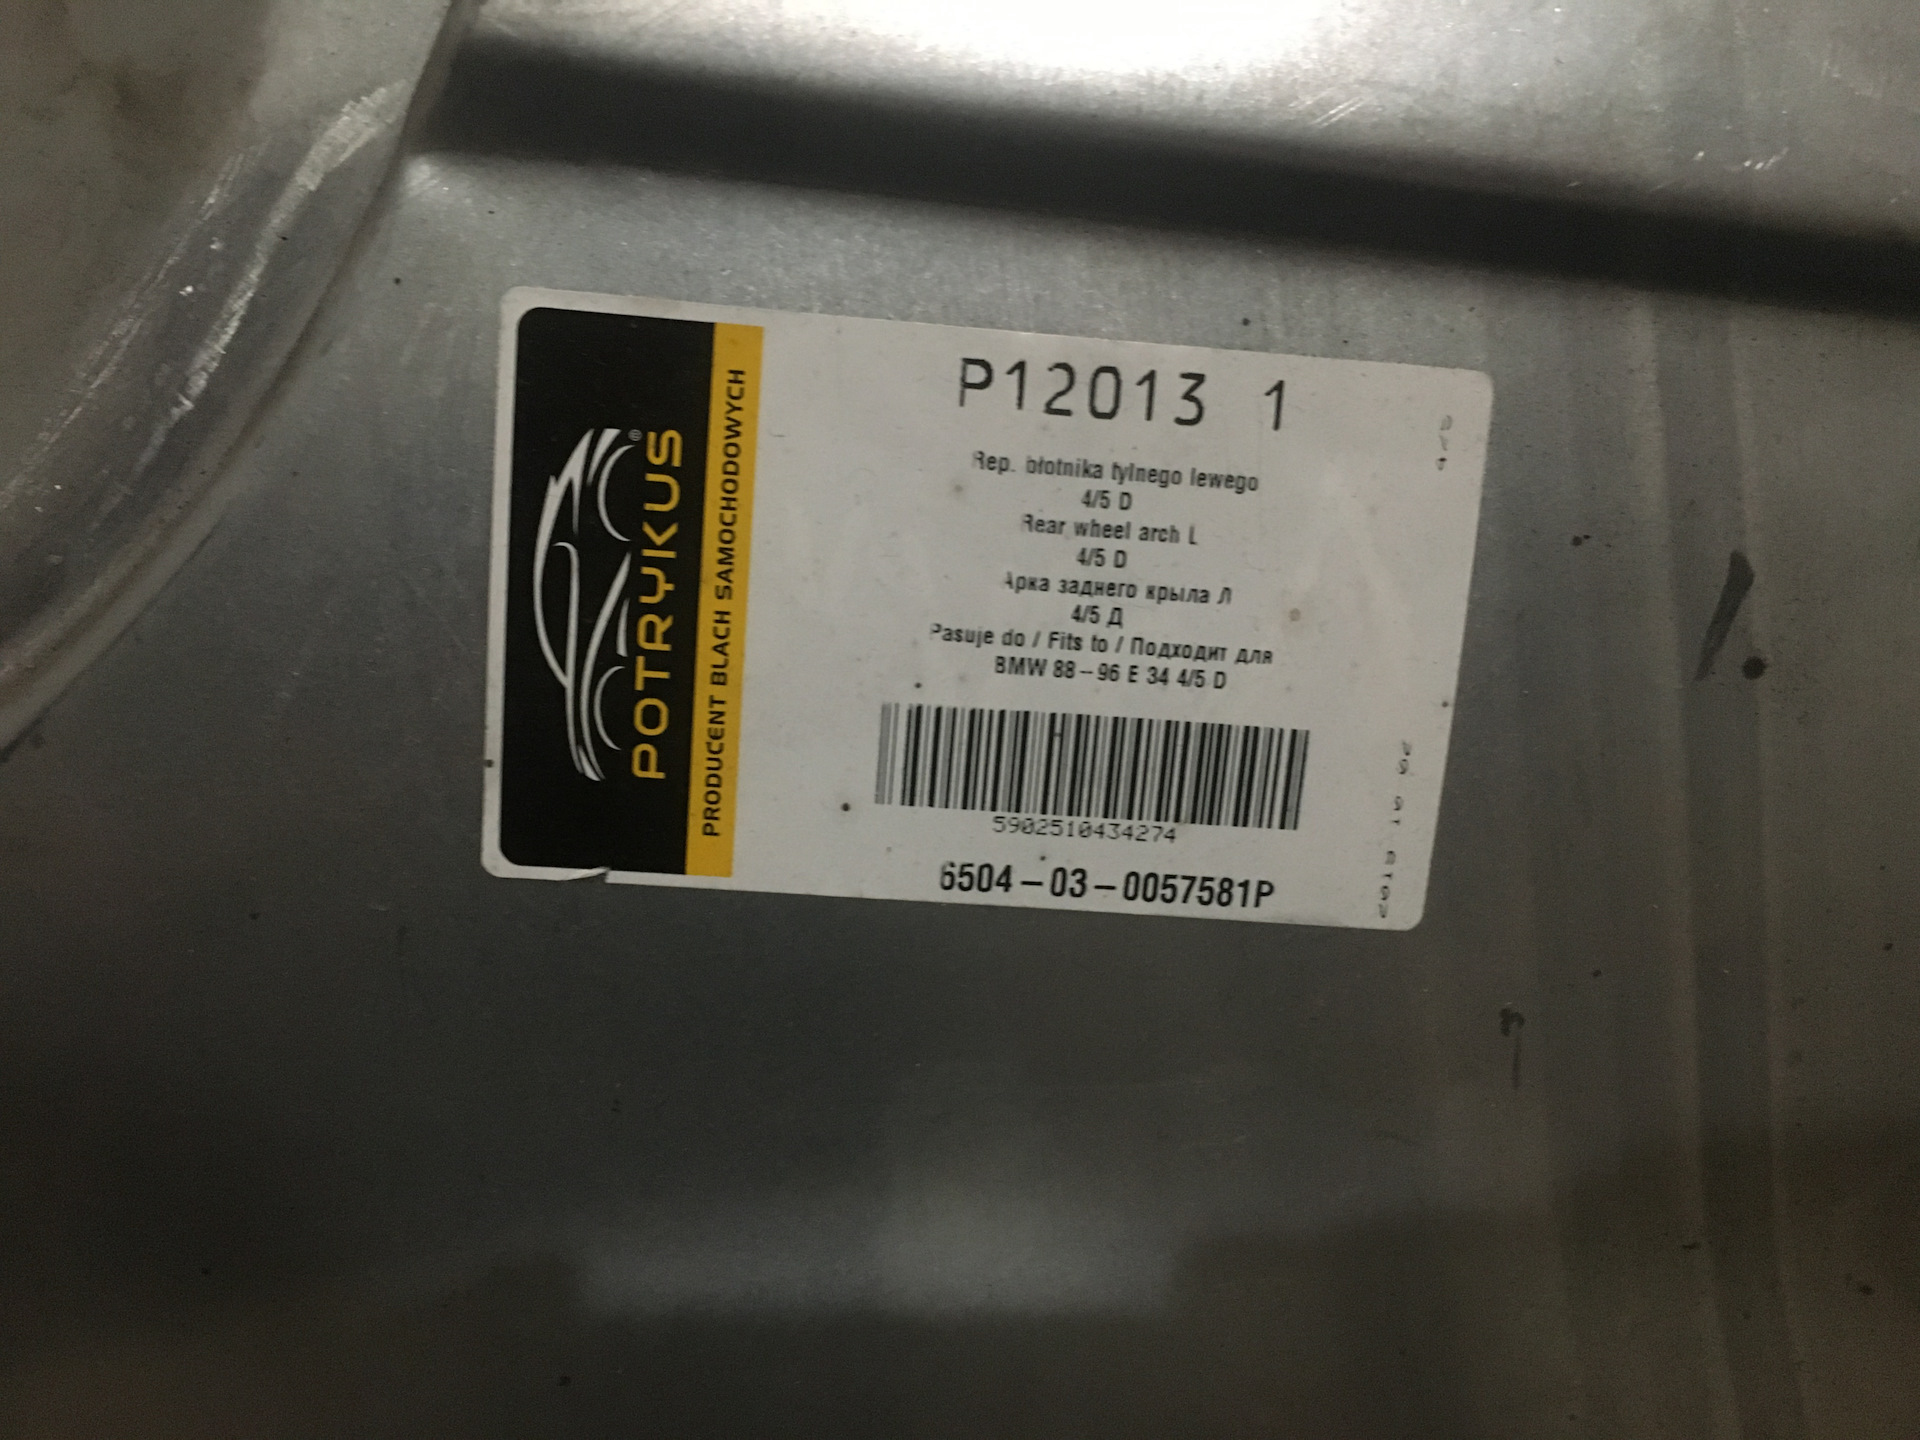 POTRYKUS®
PRODUCENT BLACH SAMOCHODOWYCH
P12013 1
Rep. błotnika tylnego lewego
4/5 D
Rear wheel arch L
4/5 D
Арка заднего крыла Л
4/5 Д
Pasuje do / Fits to / Подходит для
BMW 88-96 E 34 4/5 D
5902510434274
6504-03-0057581P